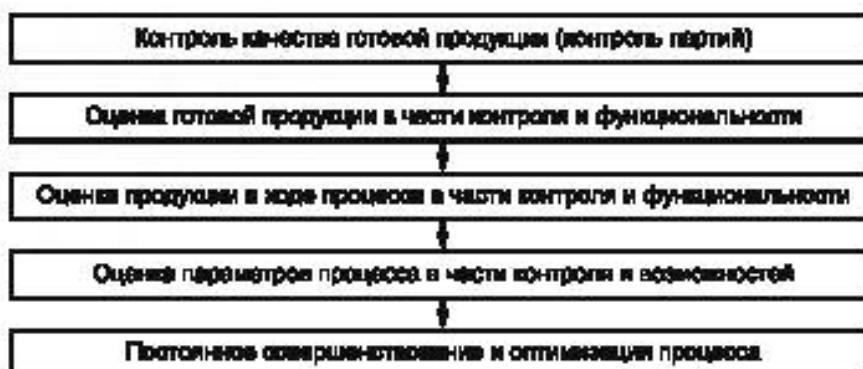 Контроль качества готовой продукции (контроль партий)
Оценка готовой продукции в части контроля и функциональности
Оценка продукции в ходе процесса в части контроля и функциональности
Оценка параметров процесса в части контроля и возможностей
Постоянное совершенствование и оптимизация процесса